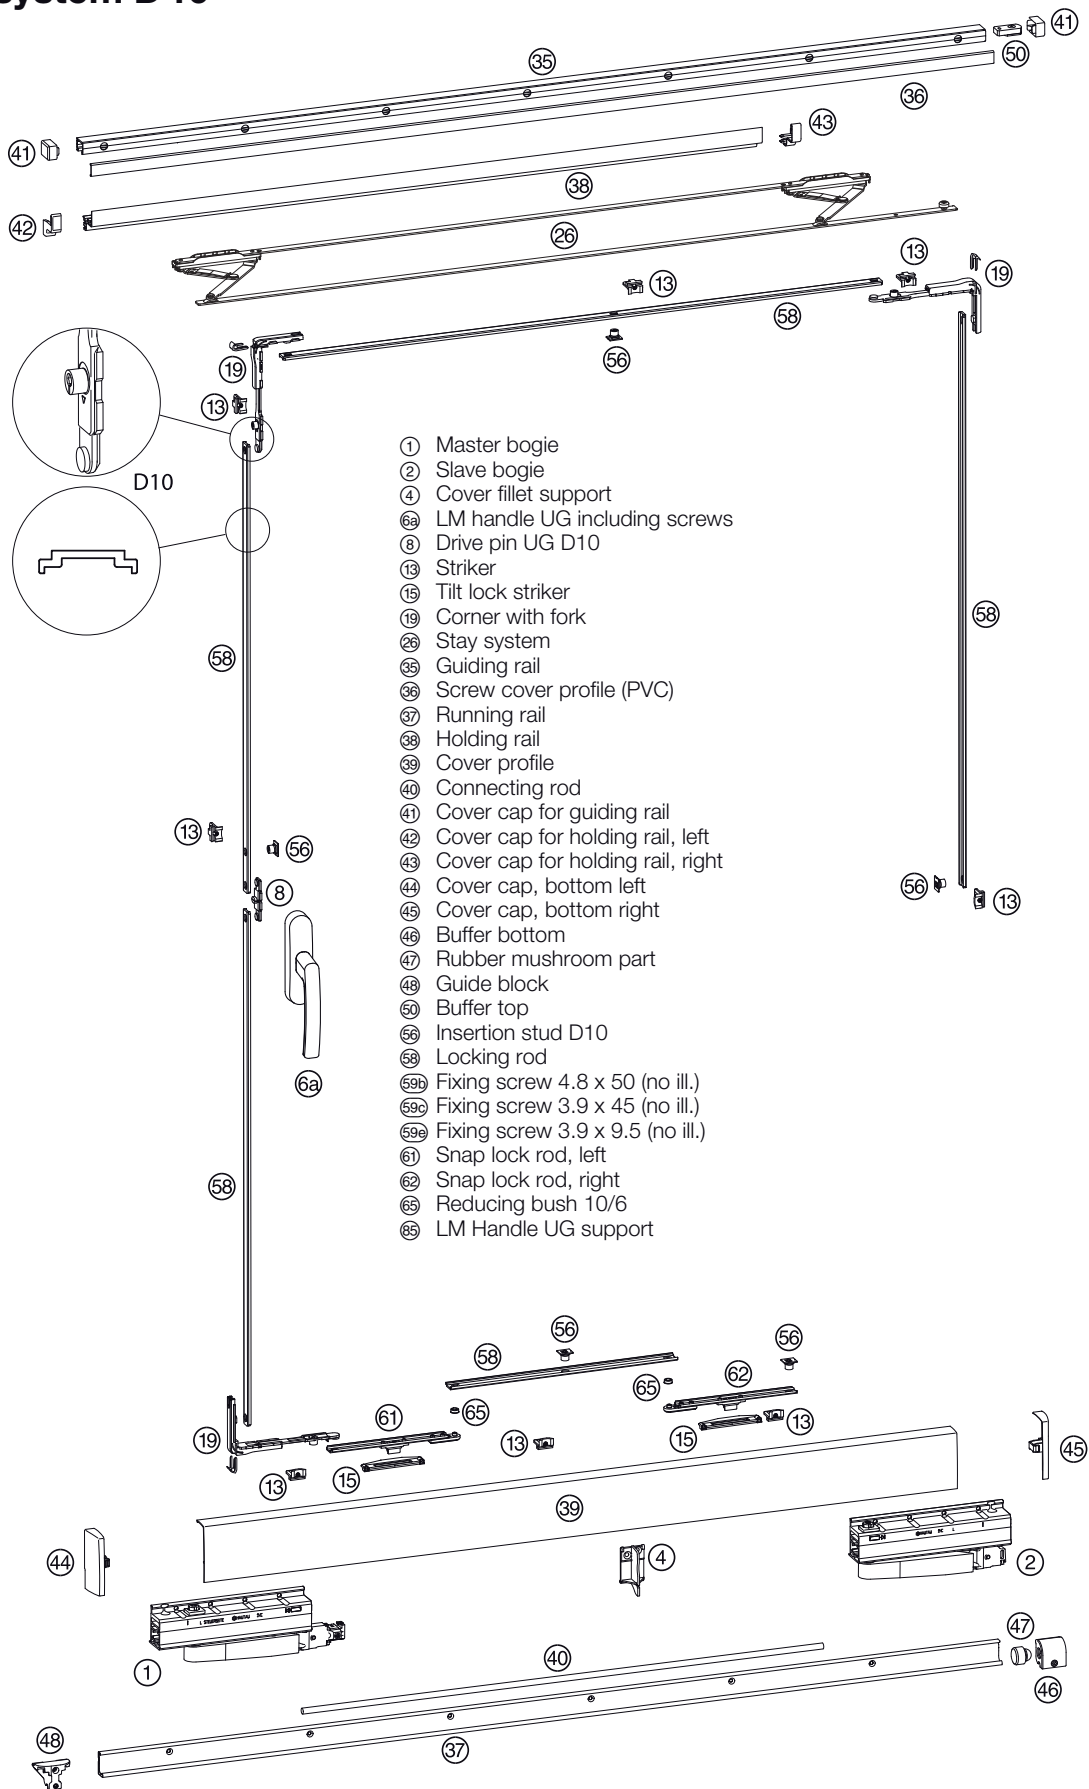 41
35
50
36
41
43
38
42
26
13
13
19
58
56
19
13
D10
① Master bogie
② Slave bogie
④ Cover fillet support
6a LM handle UG including screws
⑧ Drive pin UG D10
⑬ Striker
⑮ Tilt lock striker
⑲ Corner with fork
㉖ Stay system
㉟ Guiding rail
㊱ Screw cover profile (PVC)
㊲ Running rail
㊳ Holding rail
㊴ Cover profile
㊵ Connecting rod
㊶ Cover cap for guiding rail
㊷ Cover cap for holding rail, left
㊸ Cover cap for holding rail, right
㊹ Cover cap, bottom left
㊺ Cover cap, bottom right
㊻ Buffer bottom
㊼ Rubber mushroom part
㊽ Guide block
㊿ Buffer top
56 Insertion stud D10
58 Locking rod
59b Fixing screw 4.8 x 50 (no ill.)
59c Fixing screw 3.9 x 45 (no ill.)
59e Fixing screw 3.9 x 9.5 (no ill.)
61 Snap lock rod, left
62 Snap lock rod, right
65 Reducing bush 10/6
85 LM Handle UG support
58
58
13
56
8
56
13
6a
58
56
56
58
62
65
61
65
19
13
15
13
15
13
45
39
44
4
2
1
47
40
46
48
37